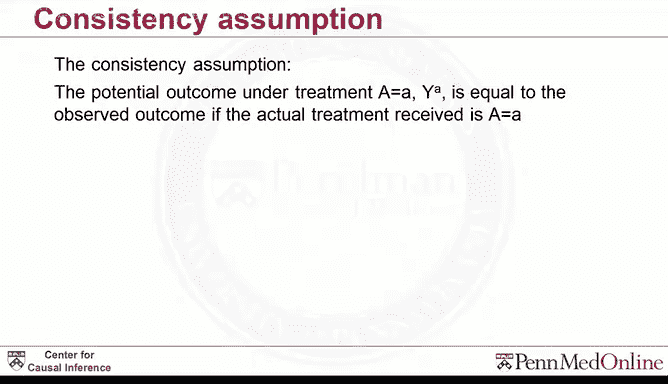 Consistency assumption
The consistency assumption:
The potential outcome under treatment A=a, Yᵃ, is equal to the
observed outcome if the actual treatment received is A=a
Perelman
Center for
Causal Inference
PennMedOnline